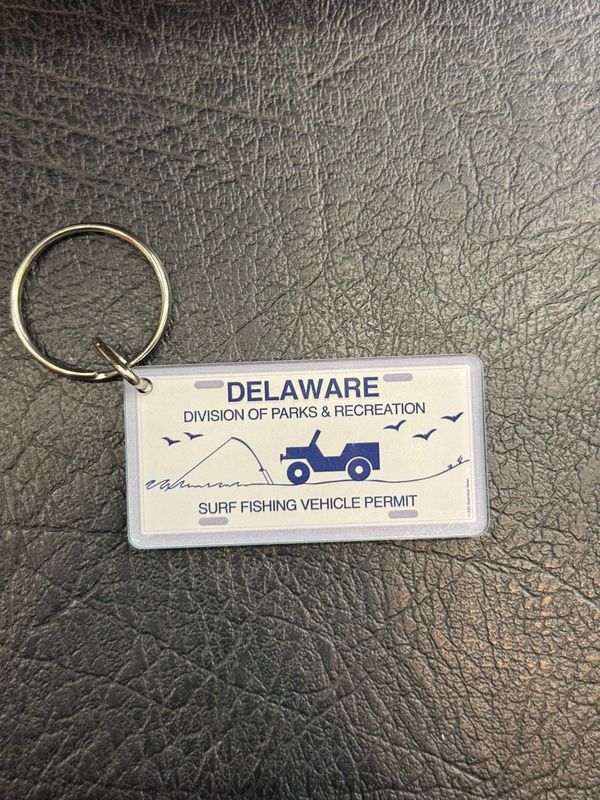 DELAWARE
DIVISION OF PARKS & RECREATION
SURF FISHING VEHICLE PERMIT